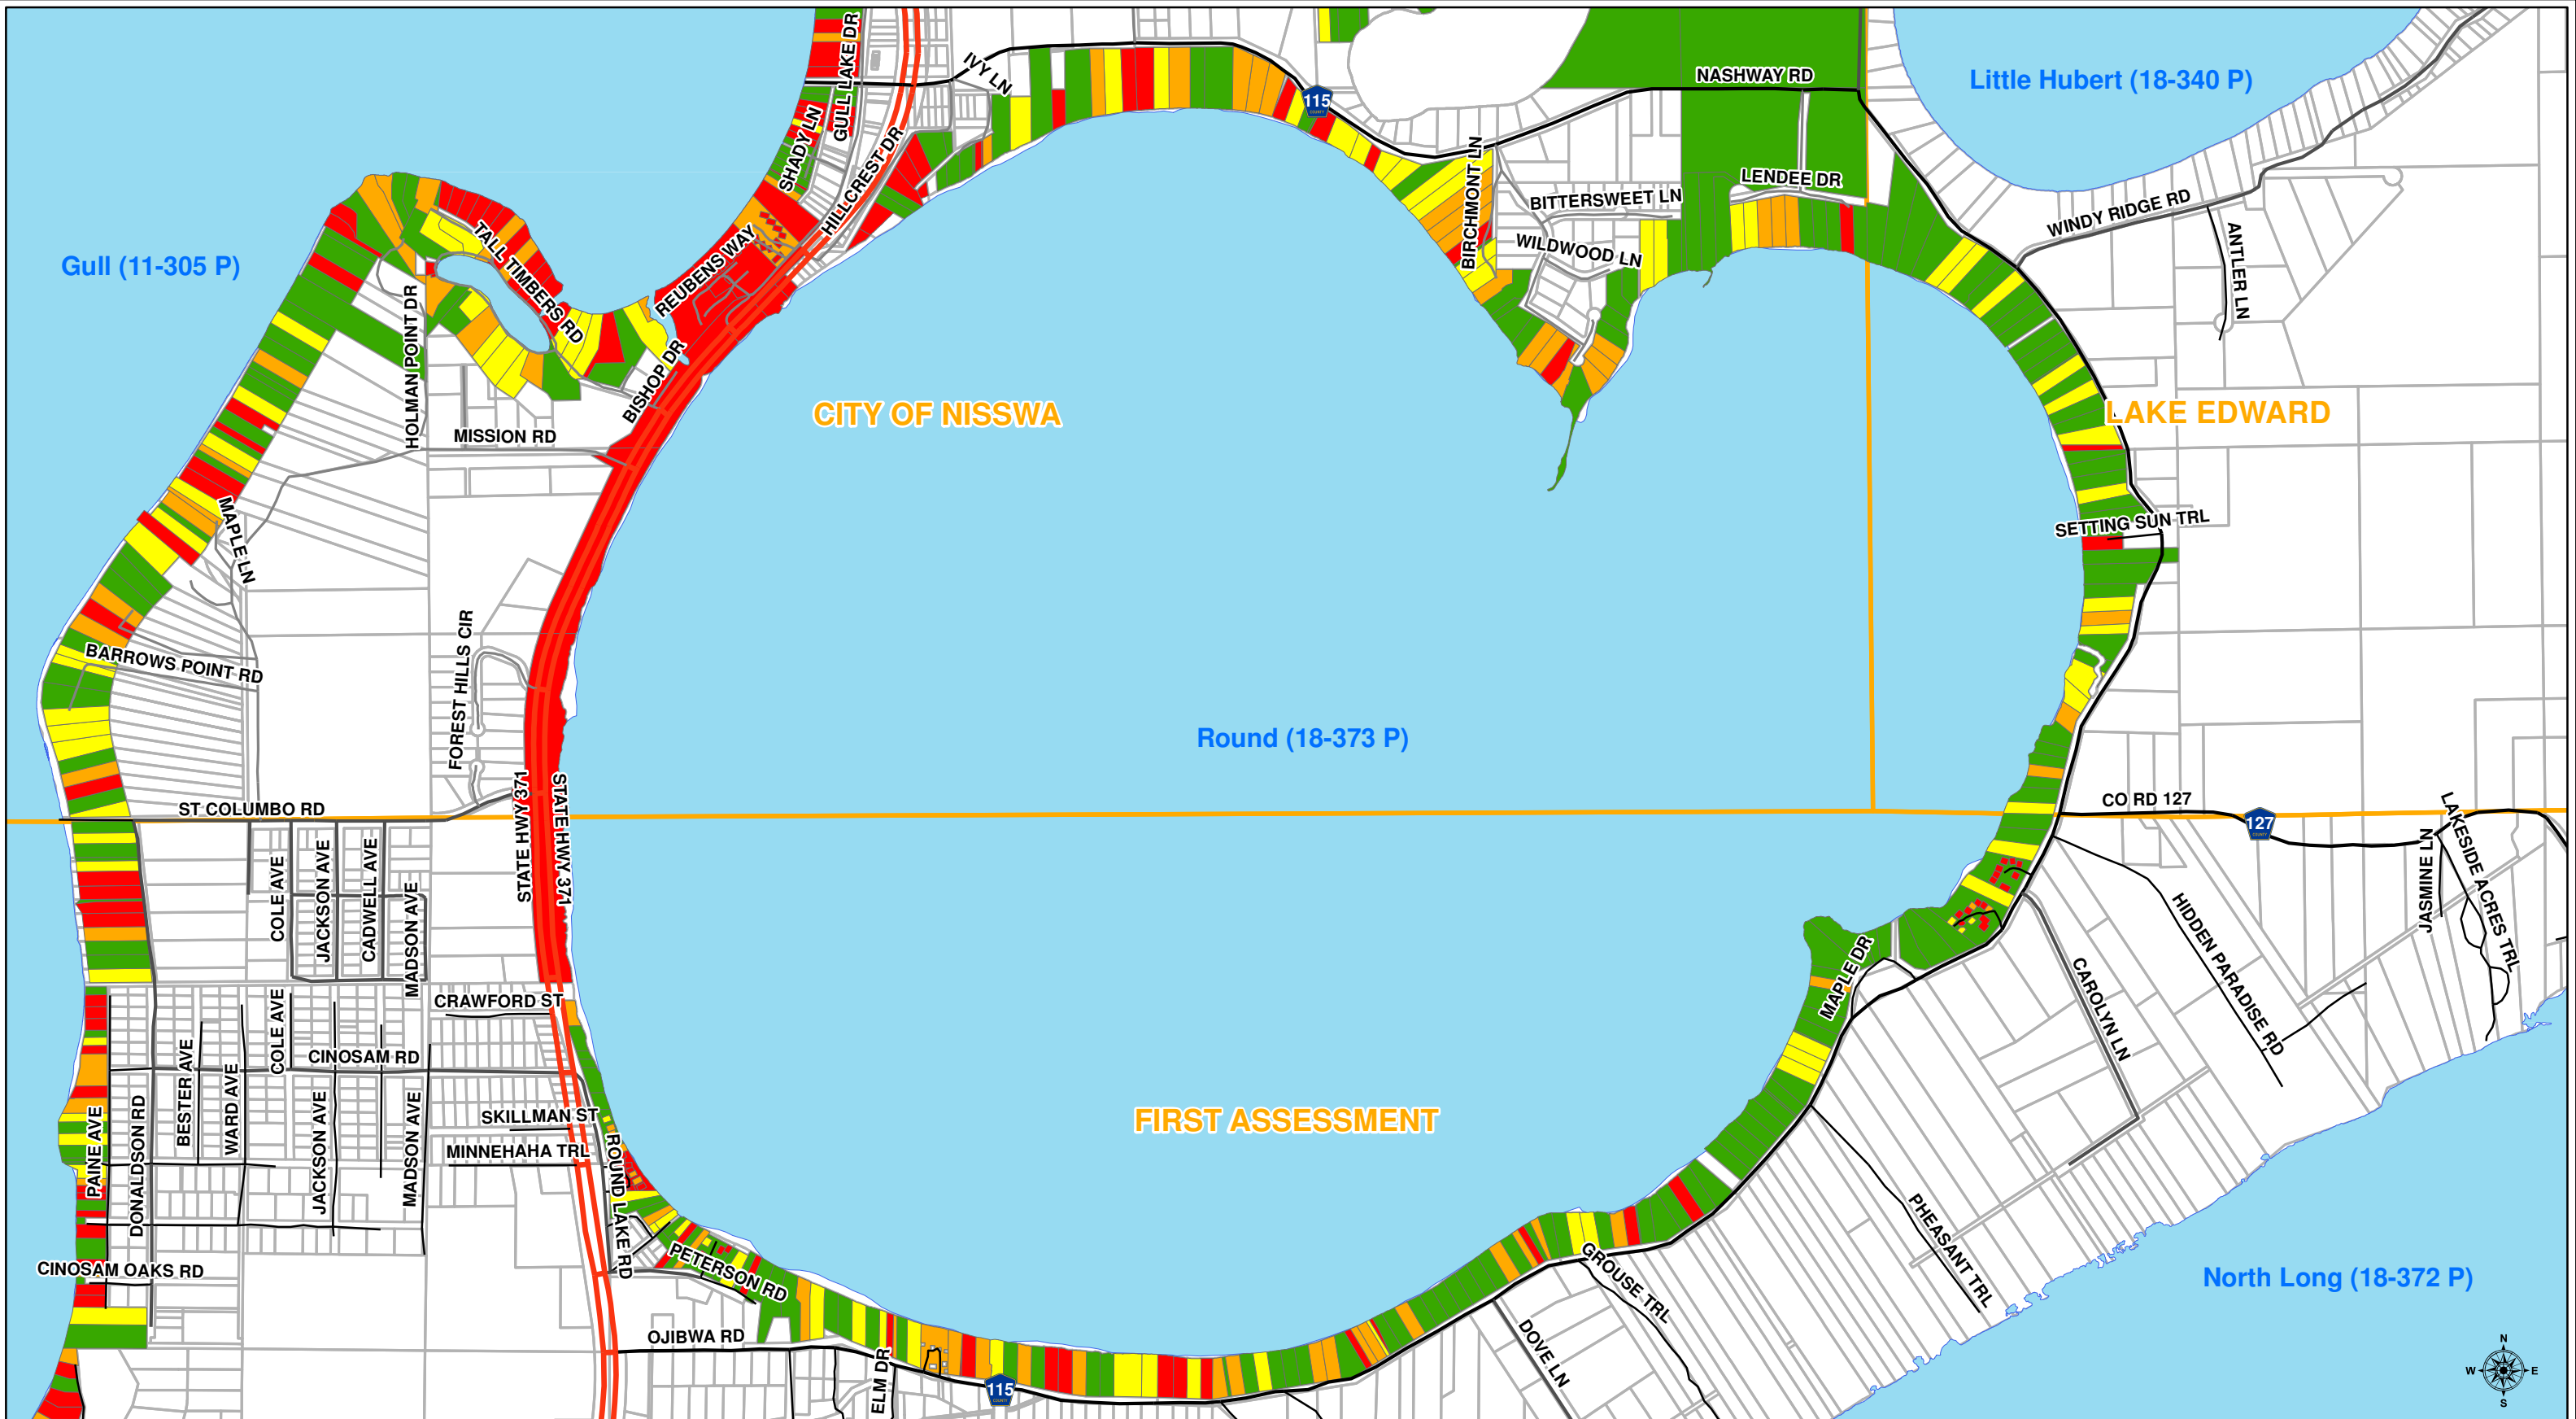 GULL LAKE DR
IVY LN
115
COUNTY
NASHWAY RD
Little Hubert (18-340 P)
SHADY LN
HILLCREST DR
BIRCHMONT LN
BITTERSWEET LN
LENDEE DR
WILDWOOD LN
WINDY RIDGE RD
ANTLER LN
Gull (11-305 P)
TALL TIMBERS RD
REUBENS WAY
HOLMAN POINT DR
BISHOP DR
MISSION RD
CITY OF NISSWA
LAKE EDWARD
MAPLE LN
SETTING SUN TRL
BARROWS POINT RD
FOREST HILLS CIR
Round (18-373 P)
STATE HWY 371
STATE HWY 371
ST COLUMBO RD
CO RD 127
127
COUNTY
LAKESIDE ACRES TRL
JASMINE LN
COLE AVE
JACKSON AVE
CADWELL AVE
MADSON AVE
HIDDEN PARADISE RD
CAROLYN LN
MAPLE DR
CRAWFORD ST
COLE AVE
CINOSAM RD
BESTER AVE
WARD AVE
JACKSON AVE
MADSON AVE
SKILLMAN ST
MINNEHAHA TRL
FIRST ASSESSMENT
PAINE AVE
DONALDSON RD
ROUND LAKE RD
PHEASANT TRL
CINOSAM OAKS RD
PETERSON RD
GROUSE TRL
North Long (18-372 P)
OJIBWA RD
ELM DR
115
COUNTY
DOVE LN
N
W E
S